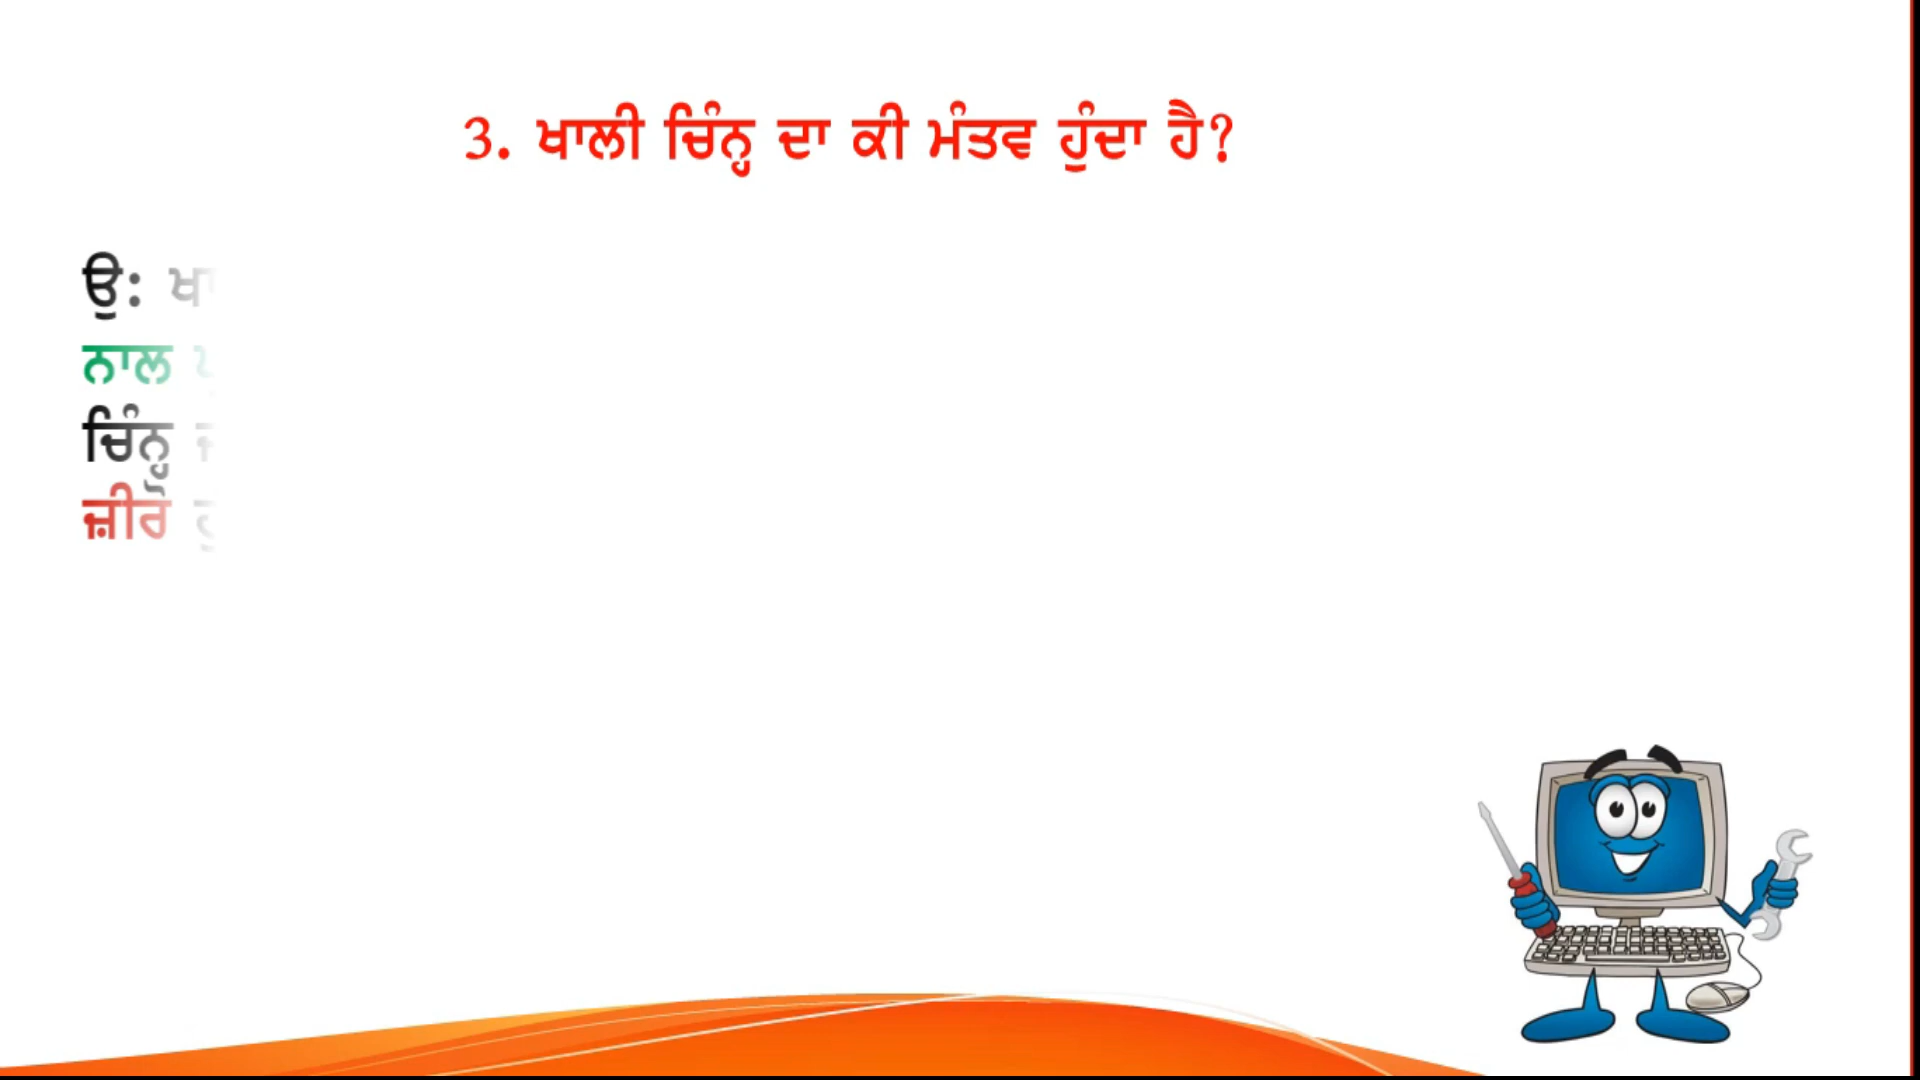 3. ਖਾਲੀ ਚਿੰਨ੍ਹ ਦਾ ਕੀ ਮੰਤਵ ਹੁੰਦਾ ਹੈ?
ਉ:
ਨਾਲ
ਚਿੰਨ੍ਹ
ਜ਼ੀਰੋ